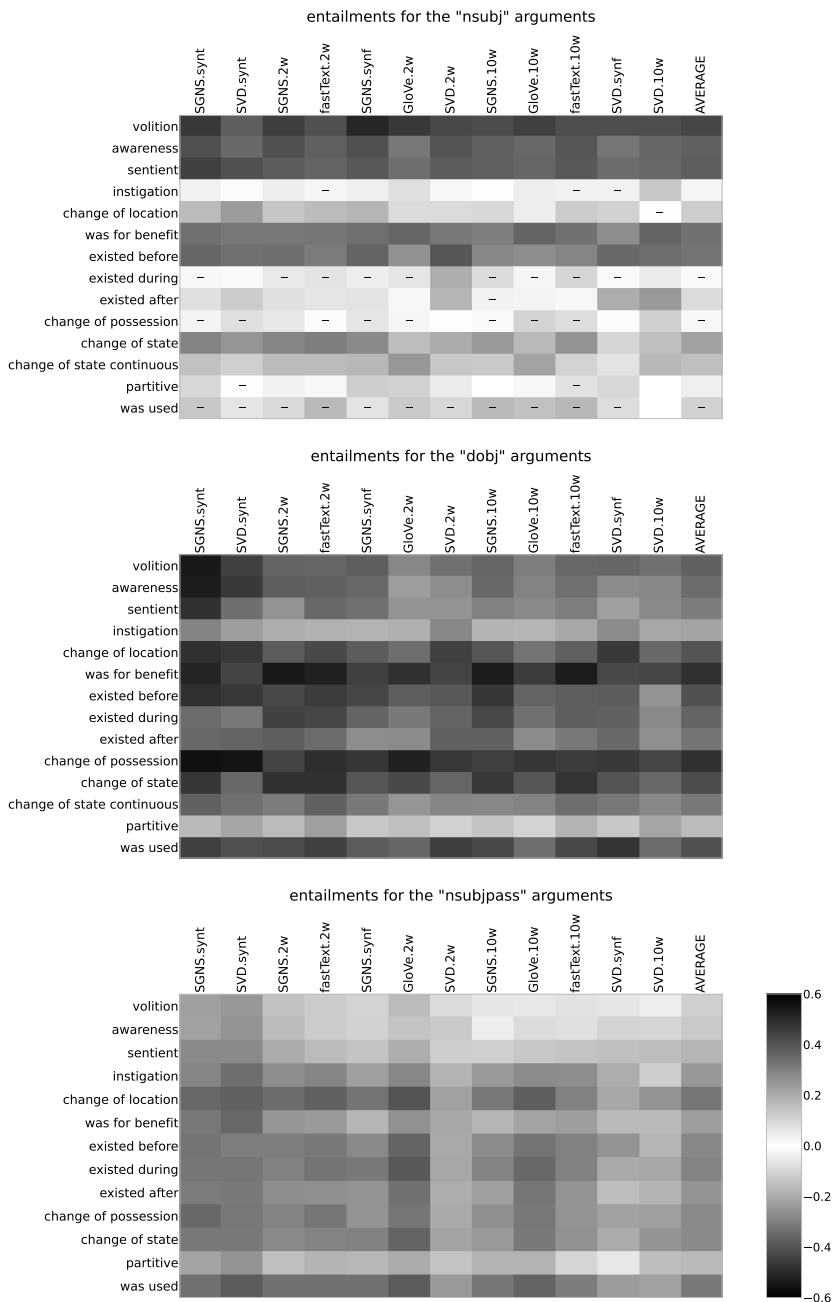 entailments for the "nsubj" arguments
SGNS.synt SVD.synt SGNS.2w fastText.2w SGNS.synf GloVe.2w SVD.2w SGNS.10w GloVe.10w fastText.10w SVD.synf SVD.10w AVERAGE
volition
awareness
sentient
instigation − − −
change of location −
was for benefit
existed before
existed during − − − − − − − − −
existed after −
change of possession − − − − − − − − − −
change of state
change of state continuous
partitive − −
was used − − − − − − − − − − − −
entailments for the "dobj" arguments
SGNS.synt SVD.synt SGNS.2w fastText.2w SGNS.synf GloVe.2w SVD.2w SGNS.10w GloVe.10w fastText.10w SVD.synf SVD.10w AVERAGE
volition
awareness
sentient
instigation
change of location
was for benefit
existed before
existed during
existed after
change of possession
change of state
change of state continuous
partitive
was used
entailments for the "nsubjpass" arguments
SGNS.synt SVD.synt SGNS.2w fastText.2w SGNS.synf GloVe.2w SVD.2w SGNS.10w GloVe.10w fastText.10w SVD.synf SVD.10w AVERAGE
volition
awareness
sentient
instigation
change of location
was for benefit
existed before
existed during
existed after
change of possession
change of state
partitive
was used
0.6
0.4
0.2
0.0
−0.2
−0.4
−0.6